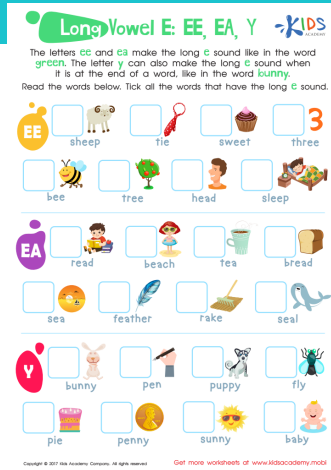 Long Vowel E: EE, EA, Y
KIDS
ACADEMY
The letters ee and ea make the long e sound like in the word
green. The letter y can also make the long e sound when
it is at the end of a word, like in the word bunny.
Read the words below. Tick all the words that have the long e sound.
EE
3
sheep tie sweet three
bee tree head sleep
EA
read beach tea bread
sea feather rake seal
Y
bunny pen puppy fly
pie penny sunny baby
Copyright © 2017 Kids Academy Company. All rights reserved
Get more worksheets at www.kidsacademy.mobi